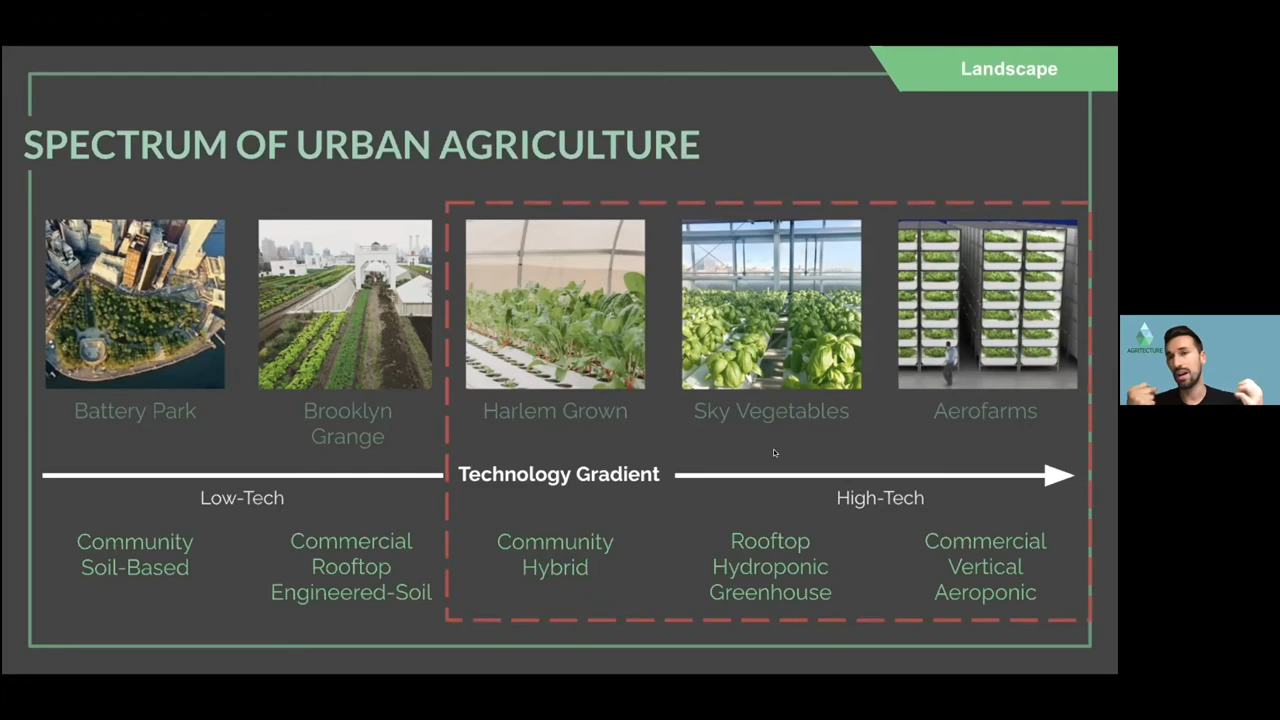 Landscape
SPECTRUM OF URBAN AGRICULTURE
Battery Park
Brooklyn
Grange
Harlem Grown
Sky Vegetables
Aerofarms
Technology Gradient
Low-Tech
High-Tech
Community
Soil-Based
Commercial
Rooftop
Engineered-Soil
Community
Hybrid
Rooftop
Hydroponic
Greenhouse
Commercial
Vertical
Aeroponic
AGRITECTURE